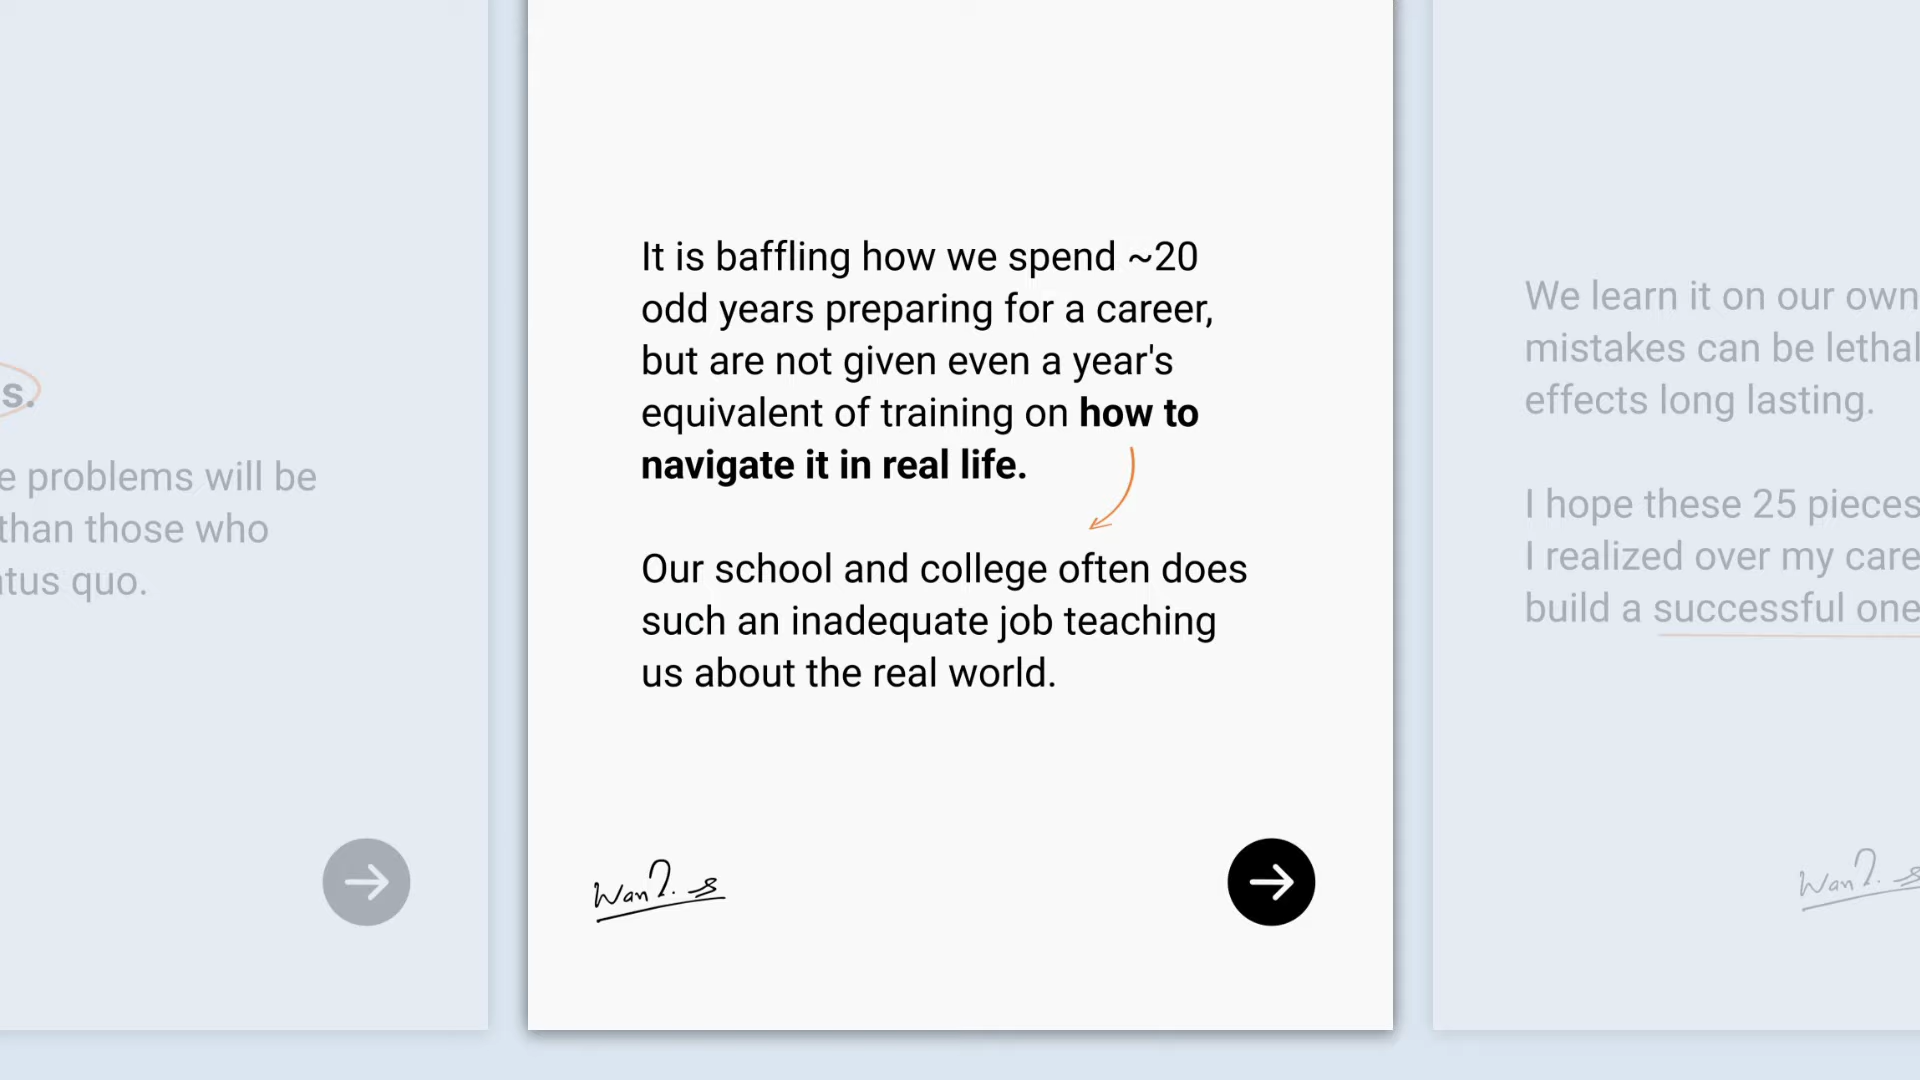 s.
e problems will be
than those who
tus quo.
It is baffling how we spend ~20
odd years preparing for a career,
but are not given even a year's
equivalent of training on how to
navigate it in real life.
Our school and college often does
such an inadequate job teaching
us about the real world.
We learn it on our own
mistakes can be lethal
effects long lasting.
I hope these 25 pieces
I realized over my care
build a successful one